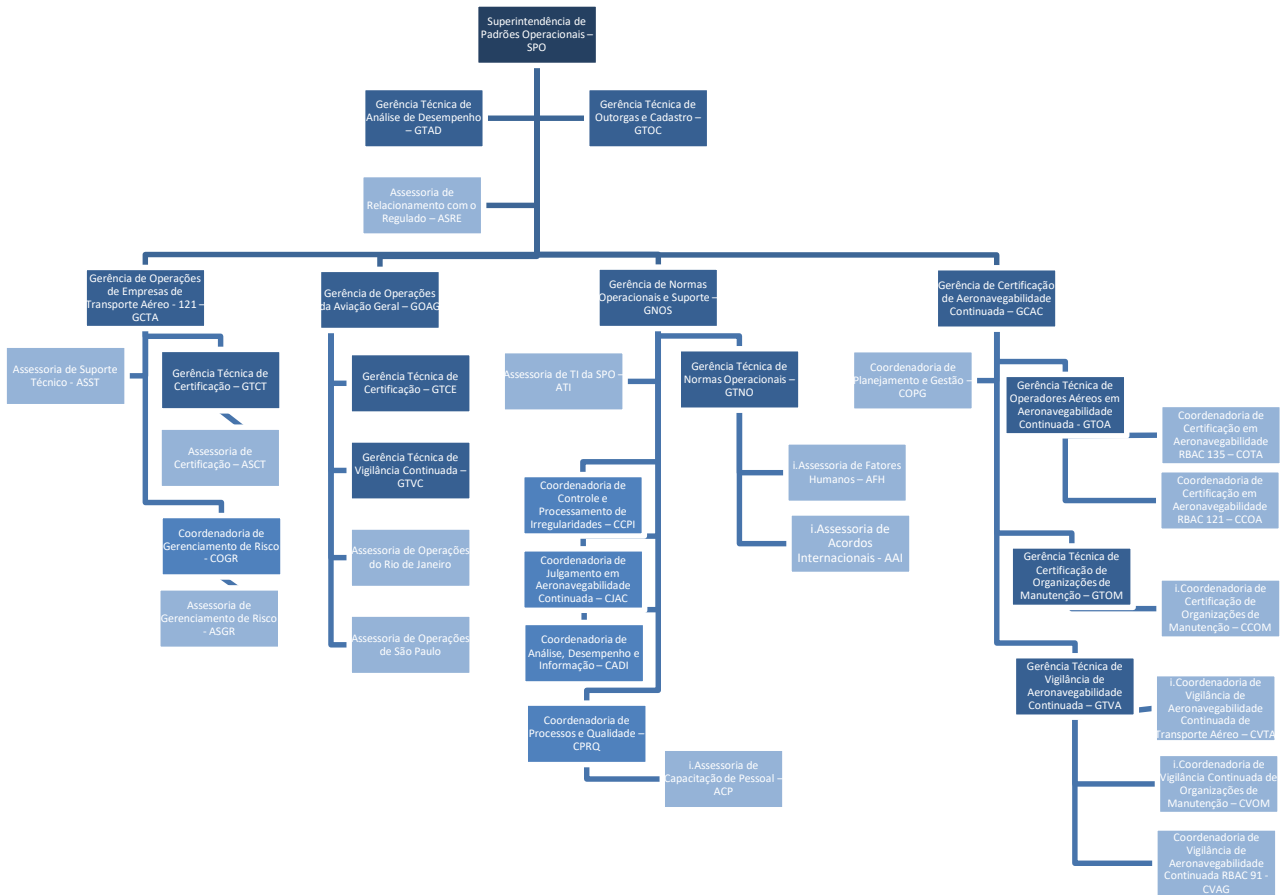 Superintendência de
Padrões Operacionais –
SPO
Gerência Técnica de
Análise de Desempenho
– GTAD
Gerência Técnica de
Outorgas e Cadastro –
GTOC
Assessoria de
Relacionamento com o
Regulado – ASRE
Gerência de Operações
de Empresas de
Transporte Aéreo - 121 –
GCTA
Gerência de Operações
da Aviação Geral – GOAG
Gerência de Normas
Operacionais e Suporte –
GNOS
Gerência de Certificação
de Aeronavegabilidade
Continuada – GCAC
Assessoria de Suporte
Técnico - ASST
Gerência Técnica de
Certificação – GTCT
Assessoria de
Certificação – ASCT
Coordenadoria de
Gerenciamento de Risco
- COGR
Assessoria de
Gerenciamento de Risco
- ASGR
Gerência Técnica de
Certificação – GTCE
Gerência Técnica de
Vigilância Continuada –
GTVC
Assessoria de Operações
do Rio de Janeiro
Assessoria de Operações
de São Paulo
Assessoria de TI da SPO –
ATI
Gerência Técnica de
Normas Operacionais –
GTNO
i.Assessoria de Fatores
Humanos – AFH
i.Assessoria de
Acordos
Internacionais - AAI
Coordenadoria de
Controle e
Processamento de
Irregularidades – CCPI
Coordenadoria de
Julgamento em
Aeronavegabilidade
Continuada – CJAC
Coordenadoria de
Análise, Desempenho e
Informação – CADI
Coordenadoria de
Processos e Qualidade –
CPRQ
i.Assessoria de
Capacitação de Pessoal –
ACP
Coordenadoria de
Planejamento e Gestão –
COPG
Gerência Técnica de
Operadores Aéreos em
Aeronavegabilidade
Continuada - GTOA
Coordenadoria de
Certificação em
Aeronavegabilidade
RBAC 135 – COTA
Coordenadoria de
Certificação em
Aeronavegabilidade
RBAC 121 – CCOA
Gerência Técnica de
Certificação de
Organizações de
Manutenção – GTOM
i.Coordenadoria de
Certificação de
Organizações de
Manutenção – CCOM
Gerência Técnica de
Vigilância de
Aeronavegabilidade
Continuada – GTVA
i.Coordenadoria de
Vigilância de
Aeronavegabilidade
Continuada de
Transporte Aéreo – CVTA
i.Coordenadoria de
Vigilância Continuada de
Organizações de
Manutenção – CVOM
Coordenadoria de
Vigilância de
Aeronavegabilidade
Continuada RBAC 91 -
CVAG